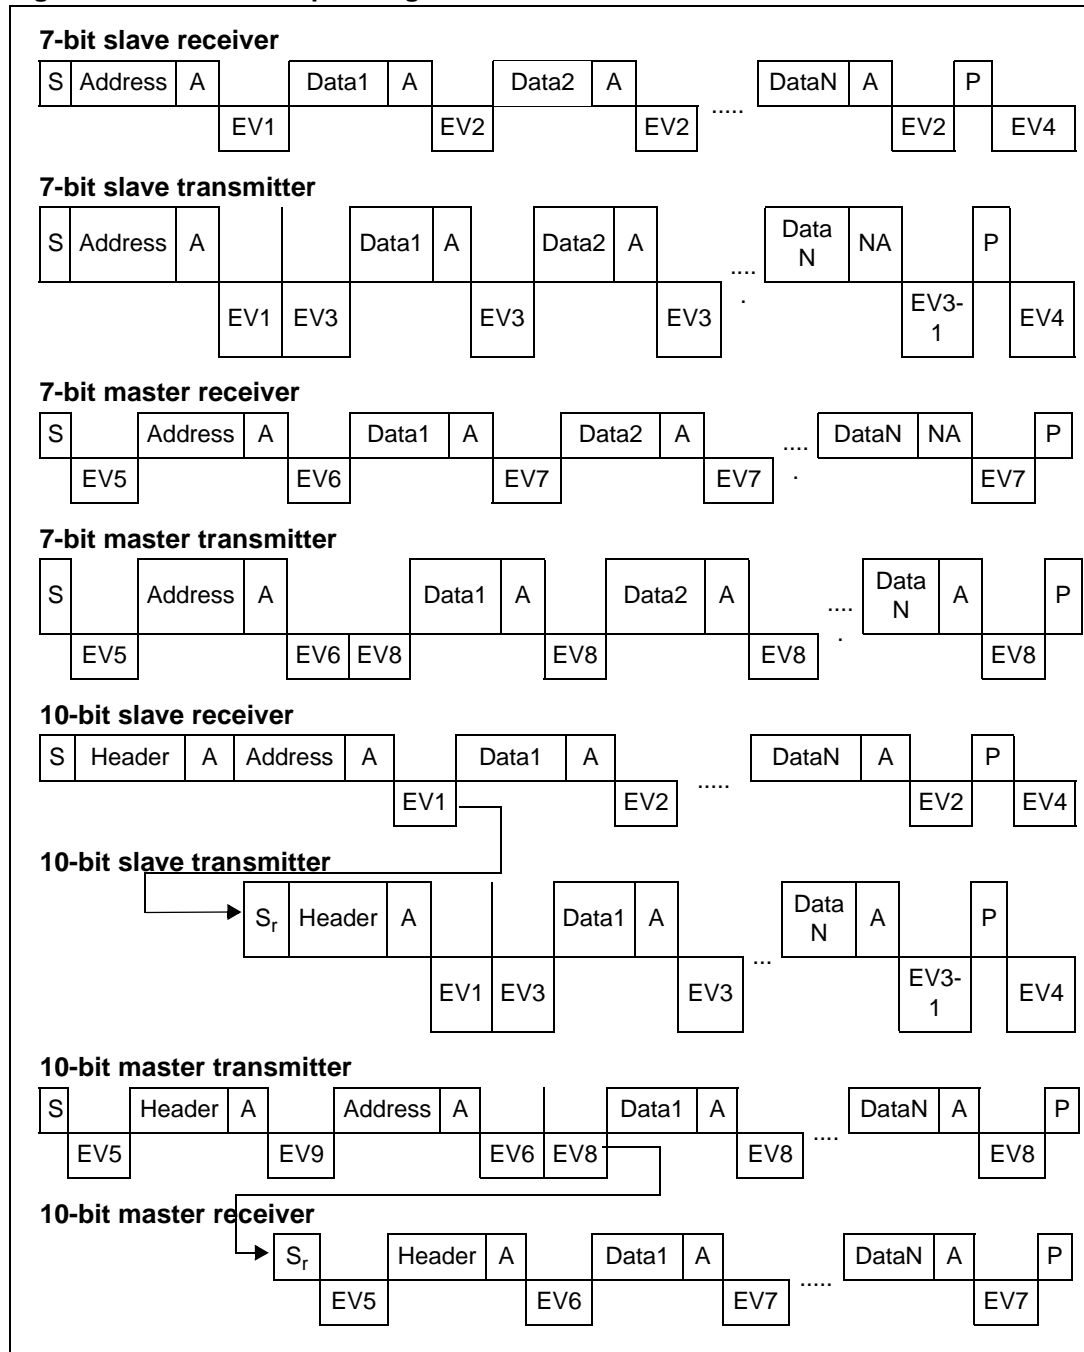 7-bit slave receiver
S Address A Data1 A Data2 A ..... DataN A P
EV1 EV2 EV2 EV2 EV4
7-bit slave transmitter
S Address A Data1 A Data2 A .... . Data N NA P
EV1 EV3 EV3 EV3 EV3-1 EV4
7-bit master receiver
S Address A Data1 A Data2 A .... . DataN NA P
EV5 EV6 EV7 EV7 EV7
7-bit master transmitter
S Address A Data1 A Data2 A .... . Data N A P
EV5 EV6 EV8 EV8 EV8 EV8
10-bit slave receiver
S Header A Address A Data1 A ..... DataN A P
EV1 EV2 EV2 EV4
10-bit slave transmitter
Sr Header A Data1 A ... Data N A P
EV1 EV3 EV3 EV3-1 EV4
10-bit master transmitter
S Header A Address A Data1 A .... DataN A P
EV5 EV9 EV6 EV8 EV8 EV8
10-bit master receiver
Sr Header A Data1 A ..... DataN A P
EV5 EV6 EV7 EV7